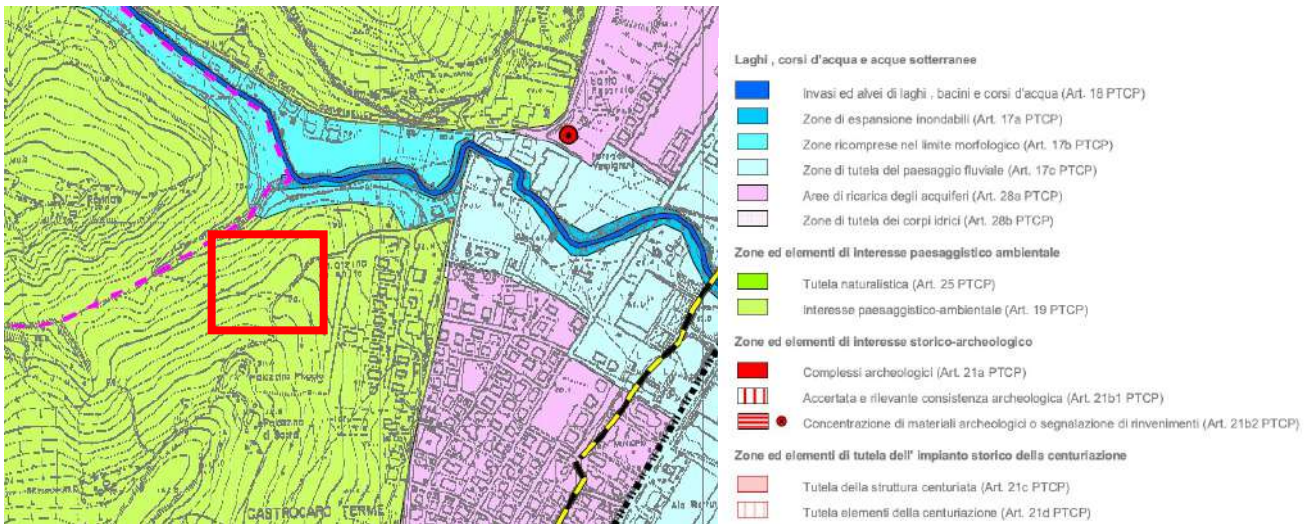 CASTROCARO TERME
Laghi , corsi d'acqua e acque sotterranee
Invasi ed alvei di laghi , bacini e corsi d'acqua (Art. 18 PTCP)
Zone di espansione inondabili (Art. 17a PTCP)
Zone ricomprese nel limite morfologico (Art. 17b PTCP)
Zone di tutela del paesaggio fluviale (Art. 17c PTCP)
Aree di ricarica degli acquiferi (Art. 28a PTCP)
Zone di tutela dei corpi idrici (Art. 28b PTCP)
Zone ed elementi di interesse paesaggistico ambientale
Tutela naturalistica (Art. 25 PTCP)
Interesse paesaggistico-ambientale (Art. 19 PTCP)
Zone ed elementi di interesse storico-archeologico
Complessi archeologici (Art. 21a PTCP)
Accertata e rilevante consistenza archeologica (Art. 21b1 PTCP)
Concentrazione di materiali archeologici o segnalazione di rinvenimenti (Art. 21b2 PTCP)
Zone ed elementi di tutela dell' impianto storico della centuriazione
Tutela della struttura centuriata (Art. 21c PTCP)
Tutela elementi della centuriazione (Art. 21d PTCP)